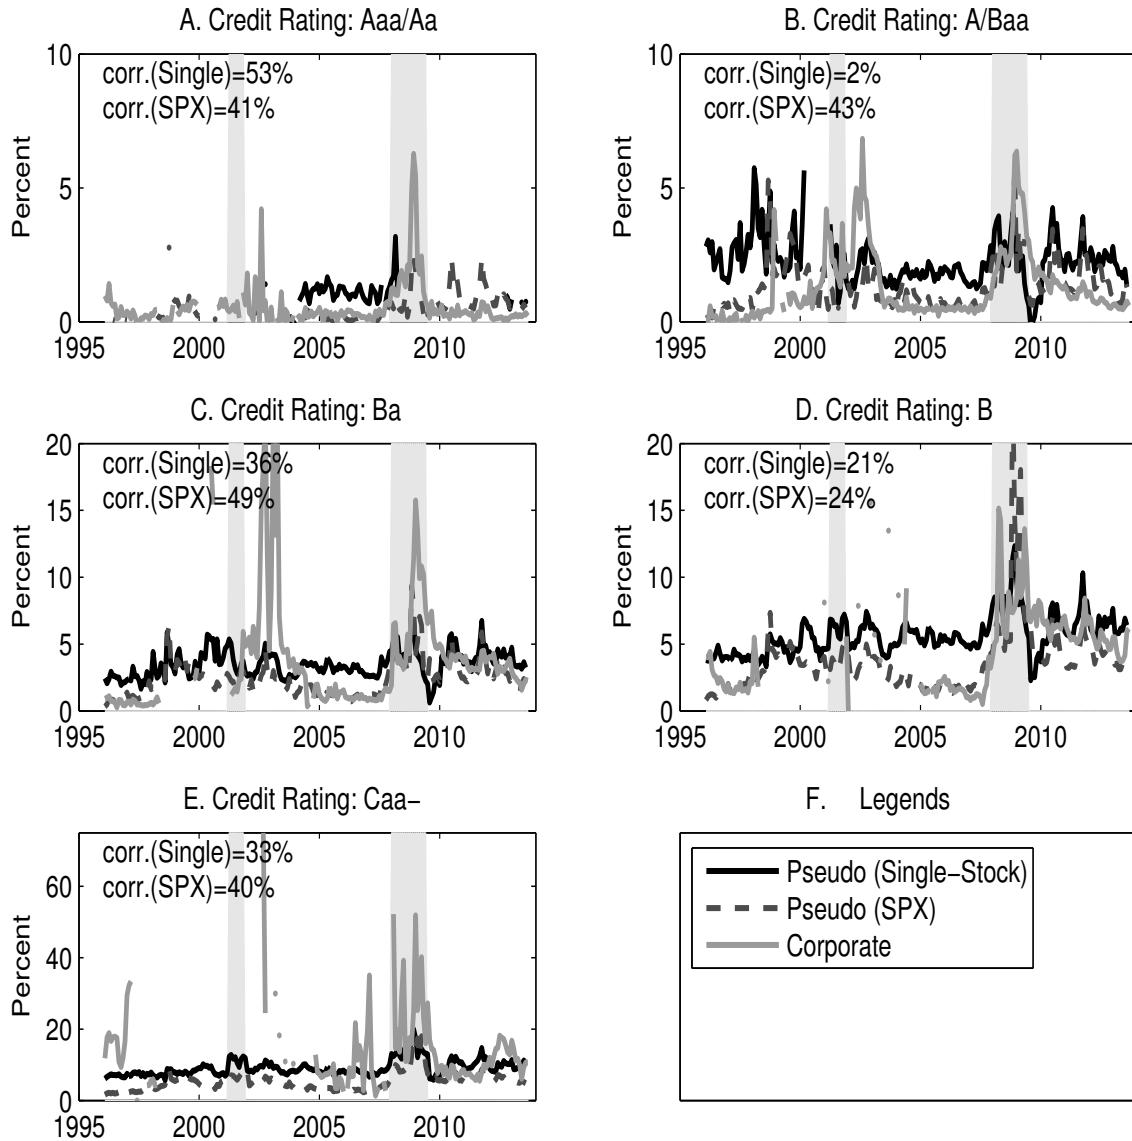 A. Credit Rating: Aaa/Aa
corr.(Single)=53%
corr.(SPX)=41%
Percent
10
5
0
1995 2000 2005 2010
B. Credit Rating: A/Baa
corr.(Single)=2%
corr.(SPX)=43%
Percent
10
5
0
1995 2000 2005 2010
C. Credit Rating: Ba
corr.(Single)=36%
corr.(SPX)=49%
Percent
20
15
10
5
0
1995 2000 2005 2010
D. Credit Rating: B
corr.(Single)=21%
corr.(SPX)=24%
Percent
20
15
10
5
0
1995 2000 2005 2010
E. Credit Rating: Caa−
corr.(Single)=33%
corr.(SPX)=40%
Percent
60
40
20
0
1995 2000 2005 2010
F. Legends
Pseudo (Single−Stock)
Pseudo (SPX)
Corporate